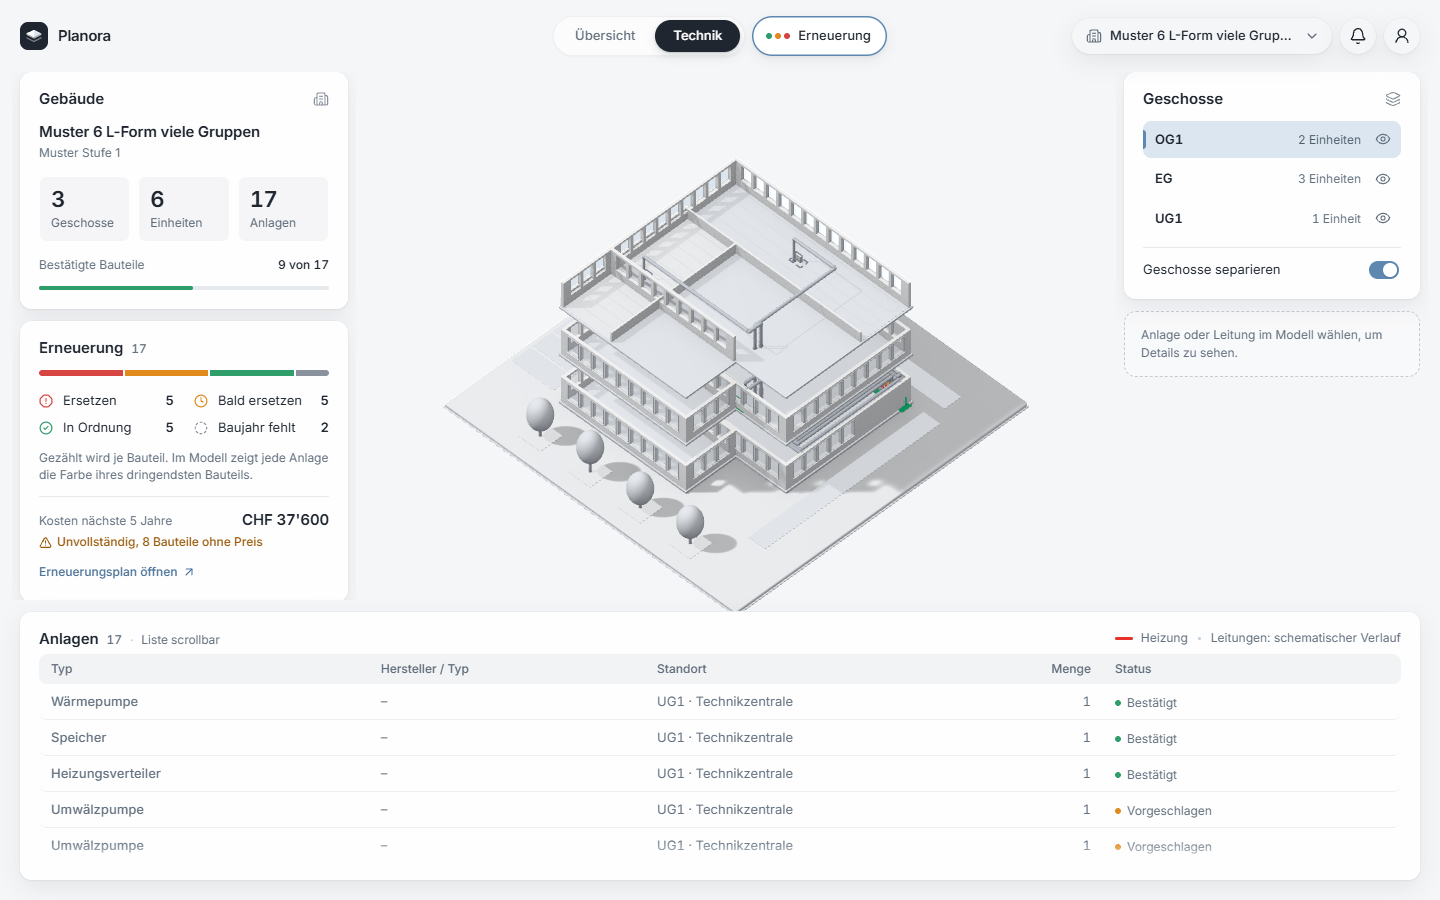 Planora
Übersicht
Technik
Erneuerung
Muster 6 L-Form viele Grup...
Gebäude
Muster 6 L-Form viele Gruppen
Muster Stufe 1
3
Geschosse
6
Einheiten
17
Anlagen
Bestätigte Bauteile
9 von 17
Erneuerung 17
Ersetzen 5
Bald ersetzen 5
In Ordnung 5
Baujahr fehlt 2
Gezählt wird je Bauteil. Im Modell zeigt jede Anlage
die Farbe ihres dringendsten Bauteils.
Kosten nächste 5 Jahre
CHF 37'600
Unvollständig, 8 Bauteile ohne Preis
Erneuerungsplan öffnen
Geschosse
OG1 2 Einheiten
EG 3 Einheiten
UG1 1 Einheit
Geschosse separieren
Anlage oder Leitung im Modell wählen, um
Details zu sehen.
Anlagen 17 · Liste scrollbar
Heizung • Leitungen: schematischer Verlauf
Typ Hersteller / Typ Standort Menge Status
Wärmepumpe – UG1 · Technikzentrale 1 Bestätigt
Speicher – UG1 · Technikzentrale 1 Bestätigt
Heizungsverteiler – UG1 · Technikzentrale 1 Bestätigt
Umwälzpumpe – UG1 · Technikzentrale 1 Vorgeschlagen
Umwälzpumpe – UG1 · Technikzentrale 1 Vorgeschlagen